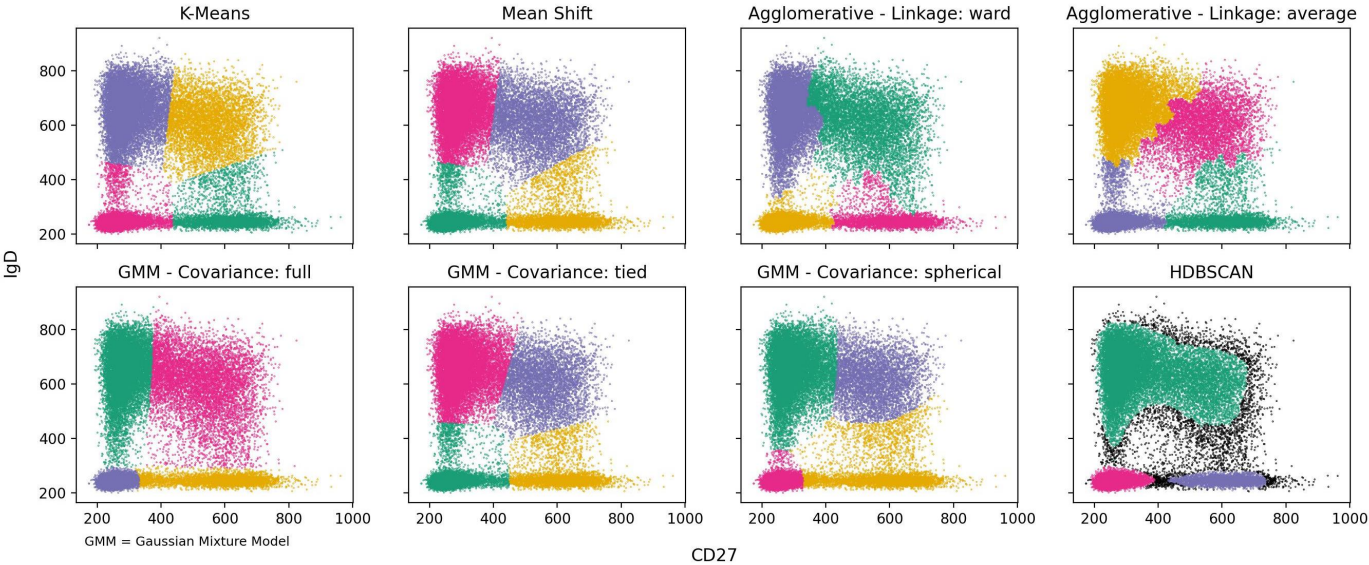 K-Means
Mean Shift
Agglomerative - Linkage: ward
Agglomerative - Linkage: average
800
600
400
200
IgD
GMM - Covariance: full
GMM - Covariance: tied
GMM - Covariance: spherical
HDBSCAN
800
600
400
200
200 400 600 800 1000
200 400 600 800 1000
200 400 600 800 1000
200 400 600 800 1000
GMM = Gaussian Mixture Model
CD27